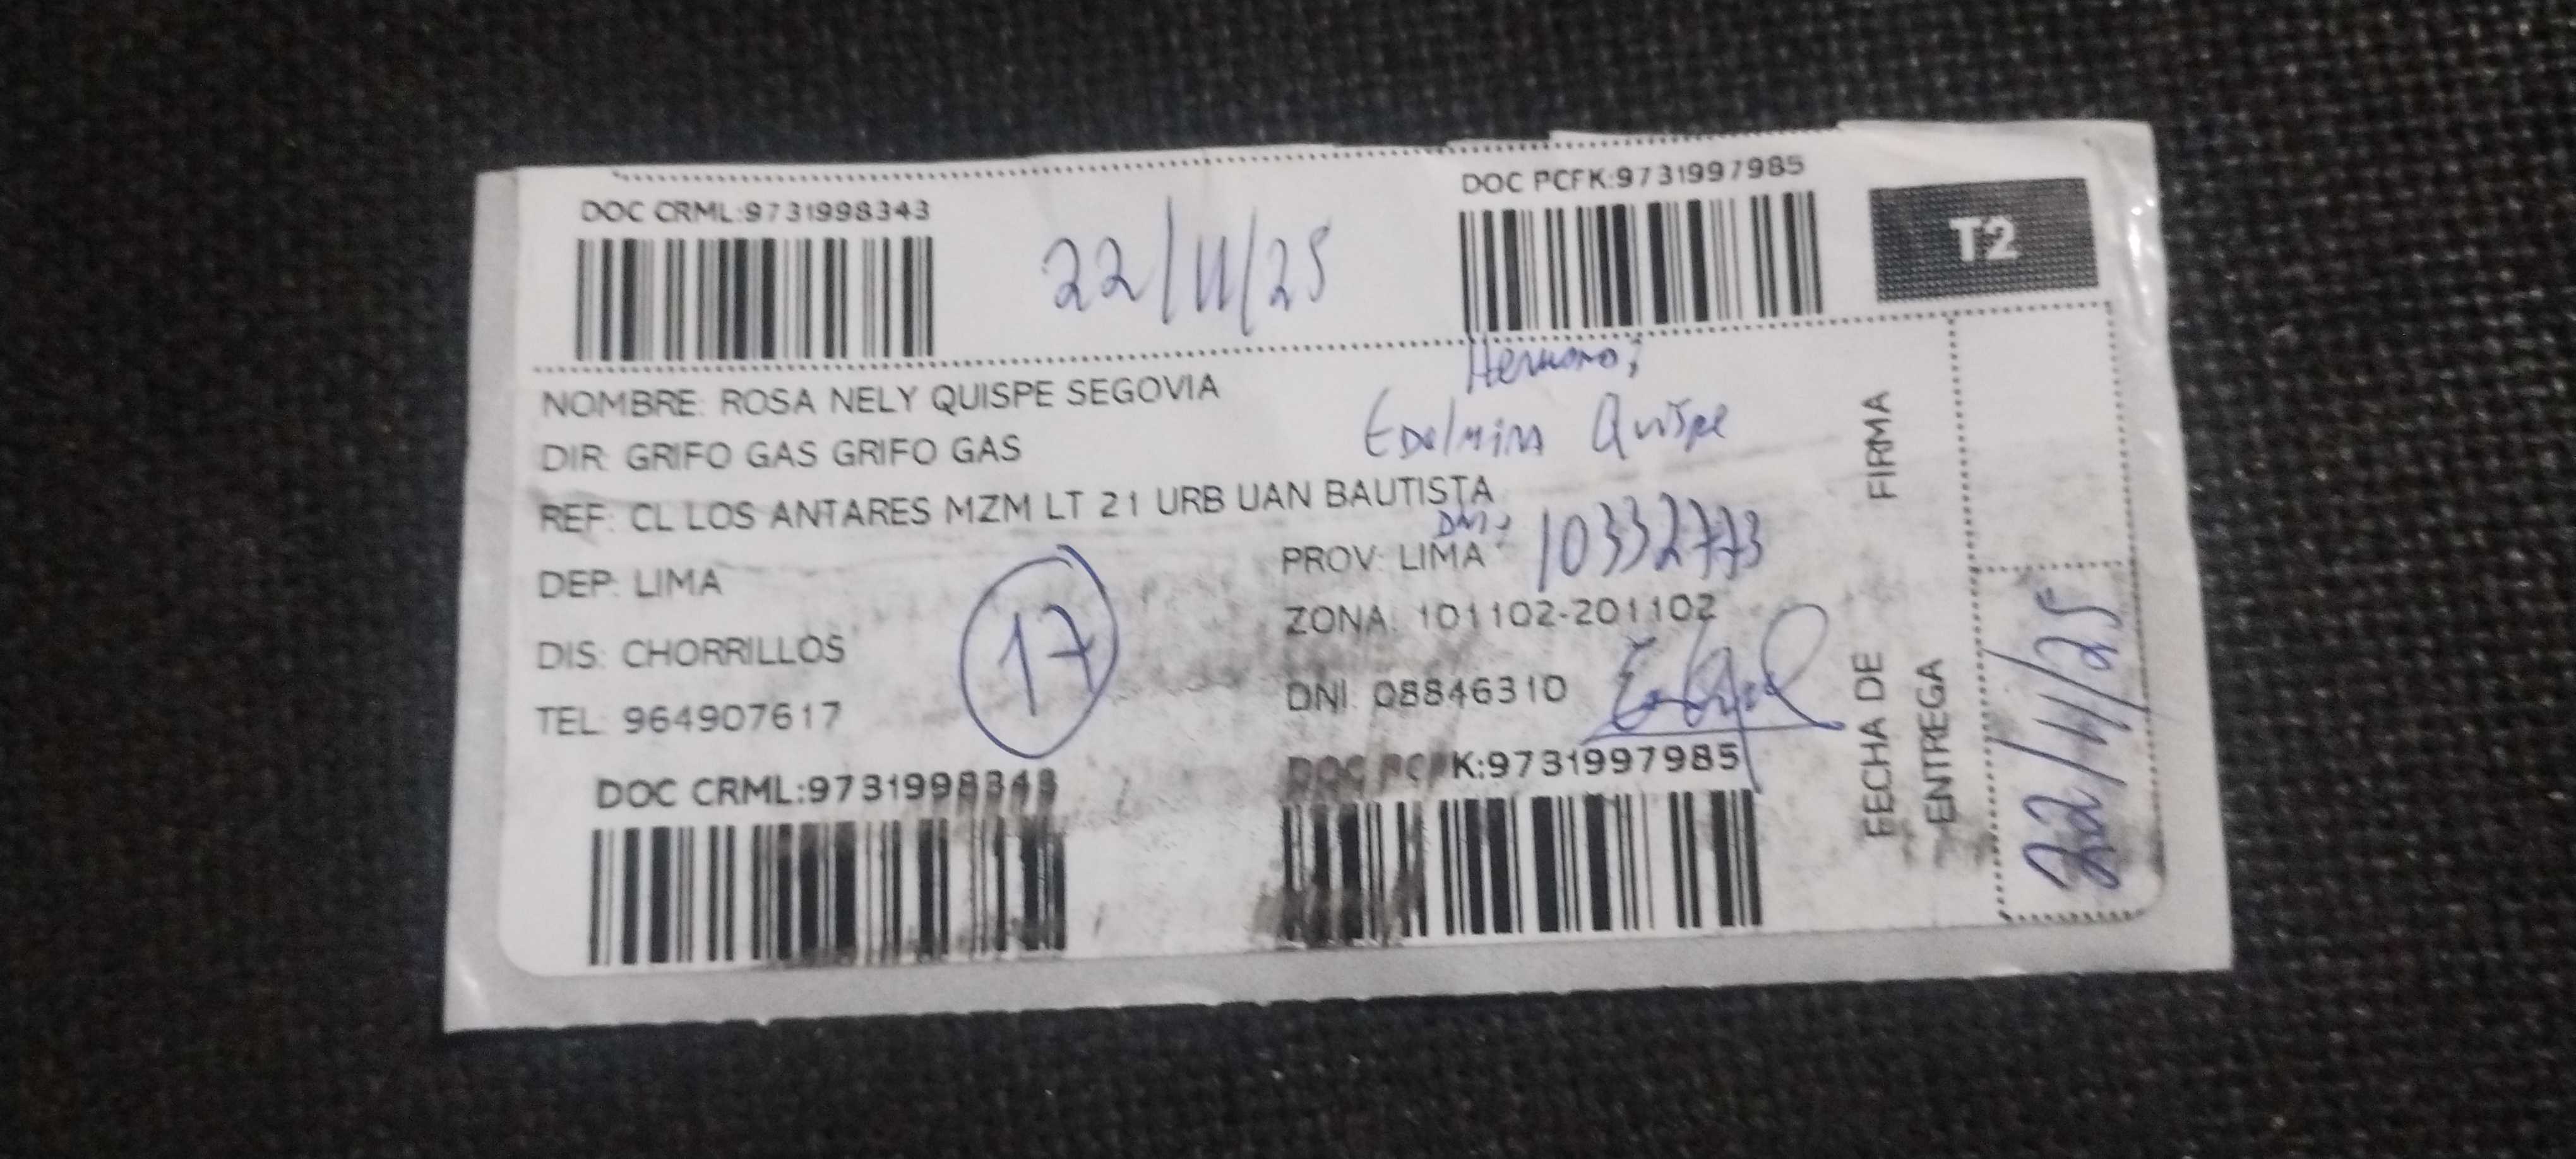 DOC CRML:9731998343
22/11/25
DOC PCFK:9731997985
T2
NOMBRE: ROSA NELY QUISPE SEGOVIA
Hermana;
Edelmira Quispe
DIR: GRIFO GAS GRIFO GAS
REF: CL LOS ANTARES MZM LT 21 URB UAN BAUTISTA
DNI: 10332773
DEP: LIMA
PROV: LIMA
ZONA: 101102-201102
DIS: CHORRILLOS
17
DNI: 08846310
TEL: 964907617
DOC CRML:9731998343
DOC PCFK:9731997985
FIRMA
FECHA DE
ENTREGA
22/11/25